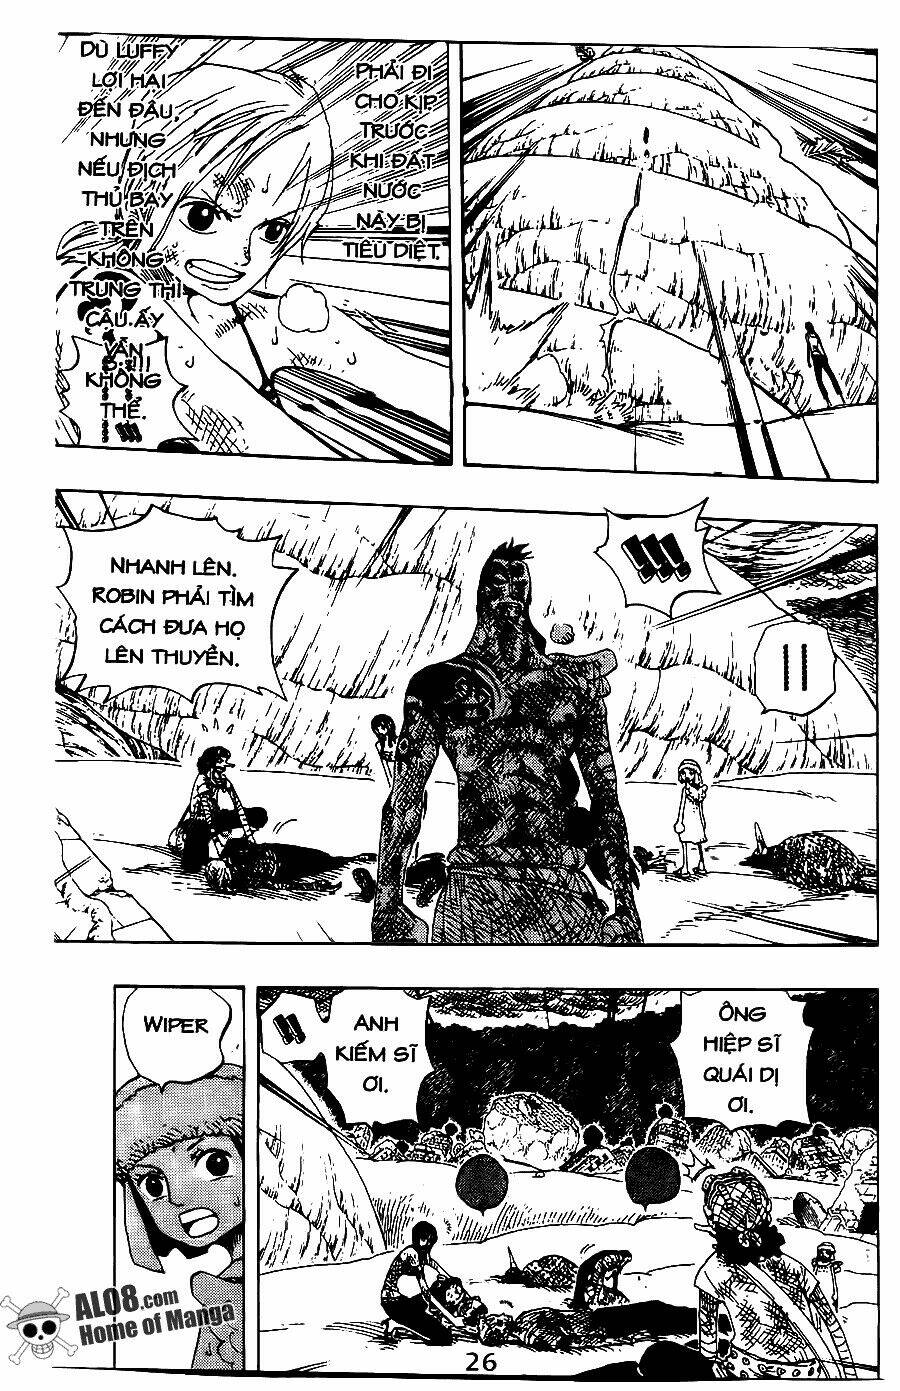 PHẢI ĐI
CHO KỊP
TRƯỚC
KHI ĐẤT
NƯỚC
NÀY BỊ
TIÊU DIỆT.
DÙ LUFFY
LỢI HẠI
ĐẾN ĐÂU,
NHƯNG
NẾU ĐỊCH
THỦ BAY
TRÊN
KHÔNG
TRUNG THÌ
CẬU ẤY
VẪN
KHÔNG
THỂ.
!!!
NHANH LÊN.
ROBIN PHẢI TÌM
CÁCH ĐƯA HỌ
LÊN THUYỀN.
!!!
ÔNG
HIỆP SĨ
QUÁI DỊ
ƠI.
ANH
KIẾM SĨ
ƠI.
!!
WIPER
26
ALO8.com
Home of Manga